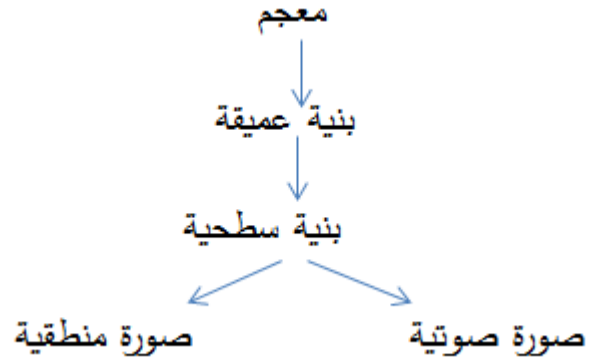 معجم
بنية عميقة
بنية سطحية
صورة صوتية
صورة منطقية